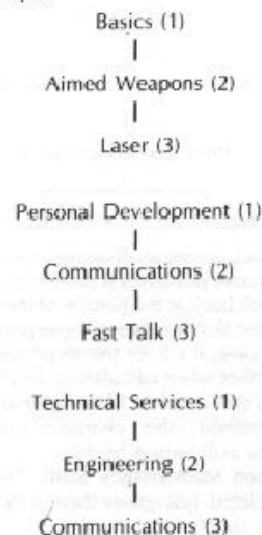 Basics (1)
Aimed Weapons (2)
Laser (3)
Personal Development (1)
Communications (2)
Fast Talk (3)
Technical Services (1)
Engineering (2)
Communications (3)